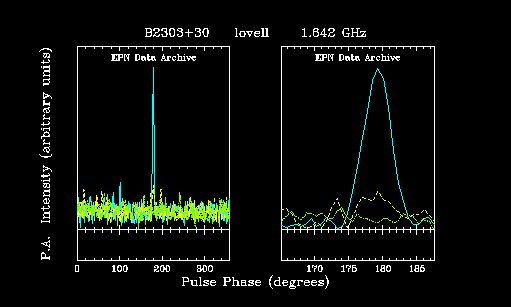 B2303+30 lovell 1.642 GHz
EPN Data Archive
EPN Data Archive
P.A. Intensity (arbitrary units)
0 100 200 300
170 175 180 185
Pulse Phase (degrees)